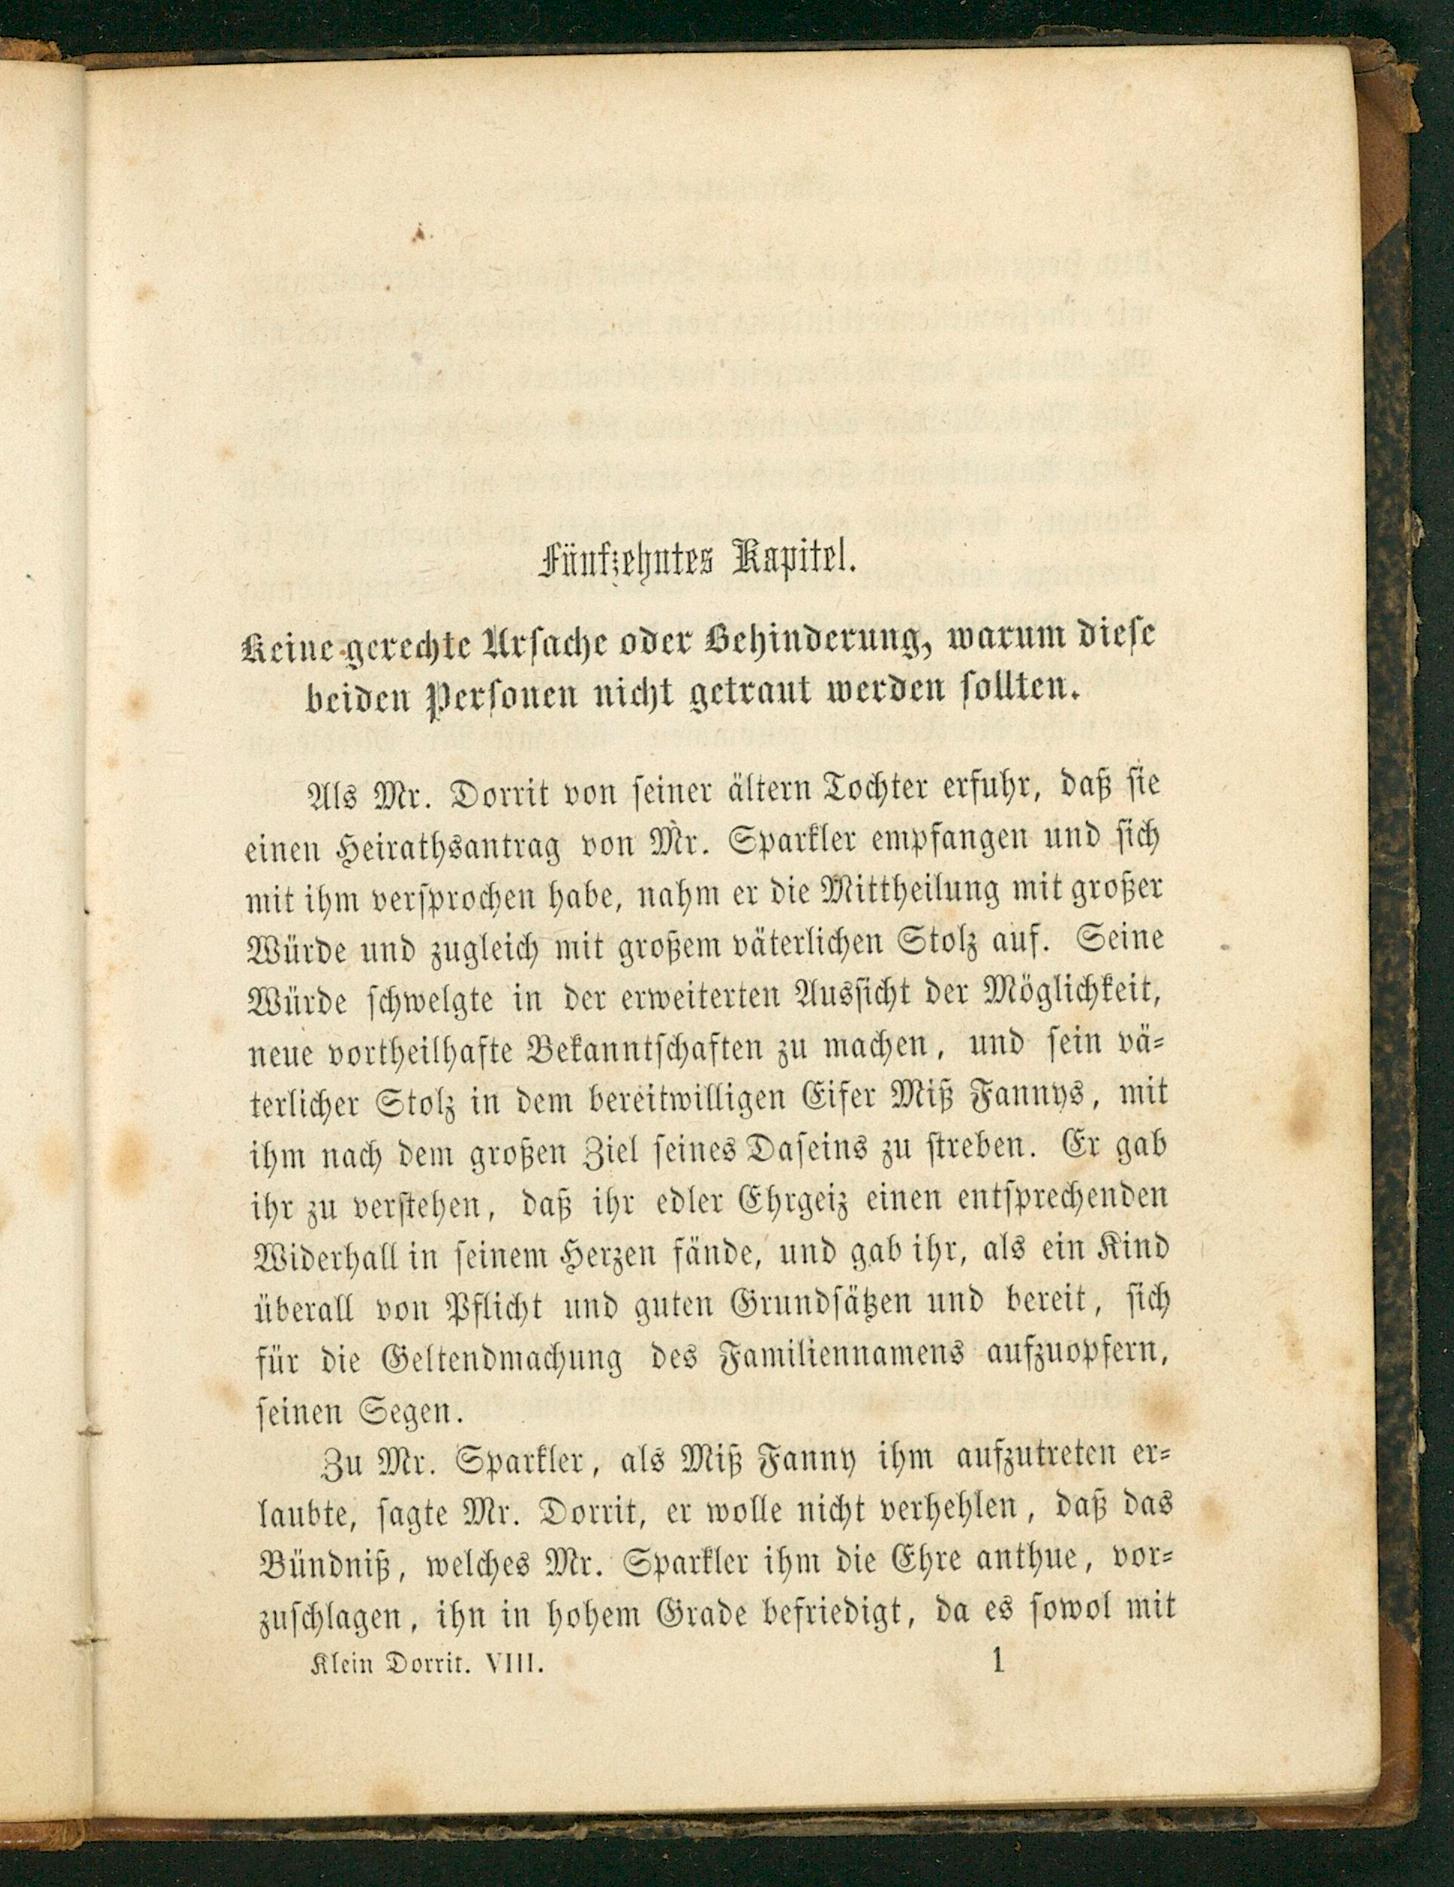 Fünfzehntes Kapitel.
Keine gerechte Ursache oder Behinderung, warum diese
beiden Personen nicht getraut werden sollten.
Als Mr. Dorrit von seiner ältern Tochter erfuhr, daß sie
einen Heirathsantrag von Mr. Sparkler empfangen und sich
mit ihm versprochen habe, nahm er die Mittheilung mit großer
Würde und zugleich mit großem väterlichen Stolz auf. Seine
Würde schwelgte in der erweiterten Aussicht der Möglichkeit,
neue vortheilhafte Bekanntschaften zu machen, und sein vä-
terlicher Stolz in dem bereitwilligen Eifer Miß Fannys, mit
ihm nach dem großen Ziel seines Daseins zu streben. Er gab
ihr zu verstehen, daß ihr edler Ehrgeiz einen entsprechenden
Widerhall in seinem Herzen fände, und gab ihr, als ein Kind
überall von Pflicht und guten Grundsätzen und bereit, sich
für die Geltendmachung des Familiennamens aufzuopfern,
seinen Segen.
Zu Mr. Sparkler, als Miß Fanny ihm aufzutreten er-
laubte, sagte Mr. Dorrit, er wolle nicht verhehlen, daß das
Bündniß, welches Mr. Sparkler ihm die Ehre anthue, vor-
zuschlagen, ihn in hohem Grade befriedigt, da es sowol mit
Klein Dorrit. VIII. 1